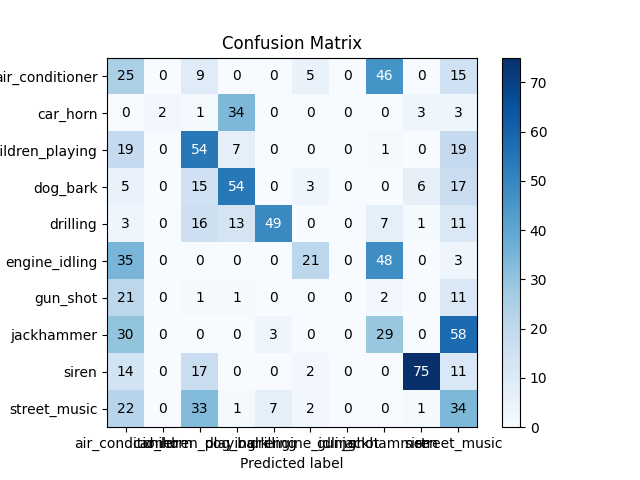 Confusion Matrix
air_conditioner 25 0 9 0 0 5 0 46 0 15
car_horn 0 2 1 34 0 0 0 0 3 3
ildren_playing 19 0 54 7 0 0 0 1 0 19
dog_bark 5 0 15 54 0 3 0 0 6 17
drilling 3 0 16 13 49 0 0 7 1 11
engine_idling 35 0 0 0 0 21 0 48 0 3
gun_shot 21 0 1 1 0 0 0 2 0 11
jackhammer 30 0 0 0 3 0 0 29 0 58
siren 14 0 17 0 0 2 0 0 75 11
street_music 22 0 33 1 7 2 0 0 1 34
Predicted label
70
60
50
40
30
20
10
0